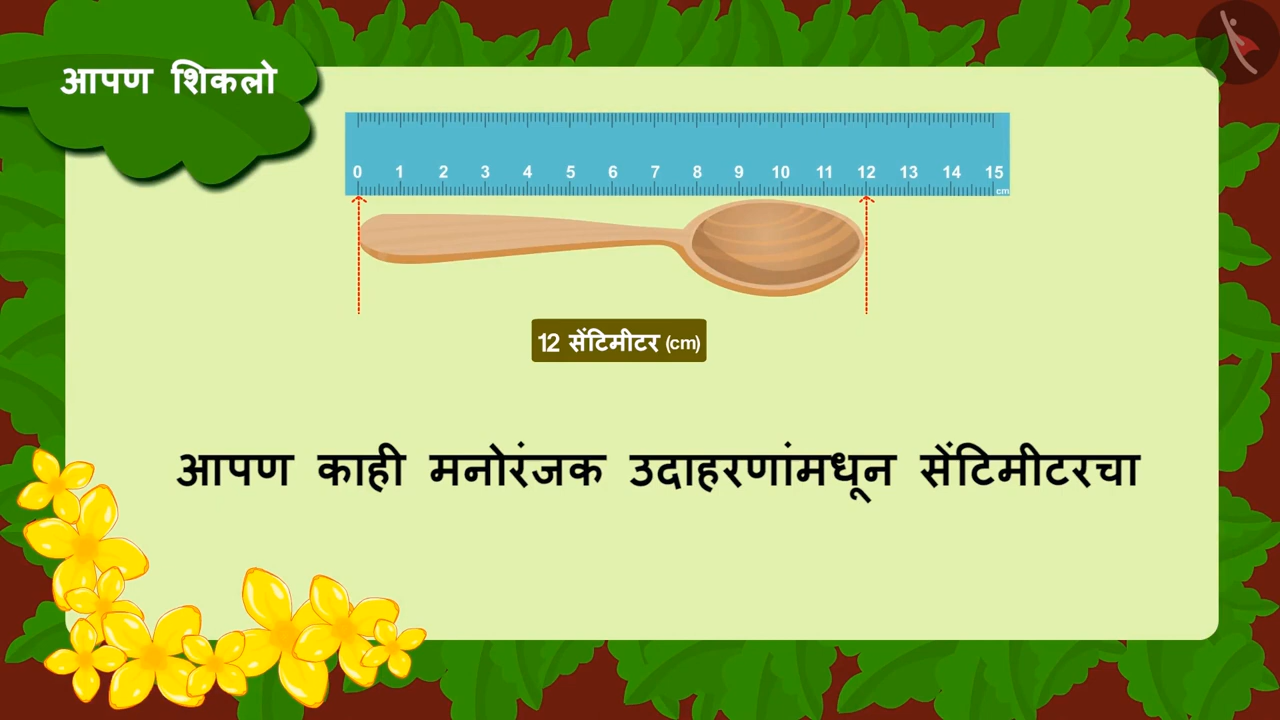 आपण शिकलो
0 1 2 3 4 5 6 7 8 9 10 11 12 13 14 15
cm
12 सेंटिमीटर (cm)
आपण काही मनोरंजक उदाहरणांमधून सेंटिमीटरचा